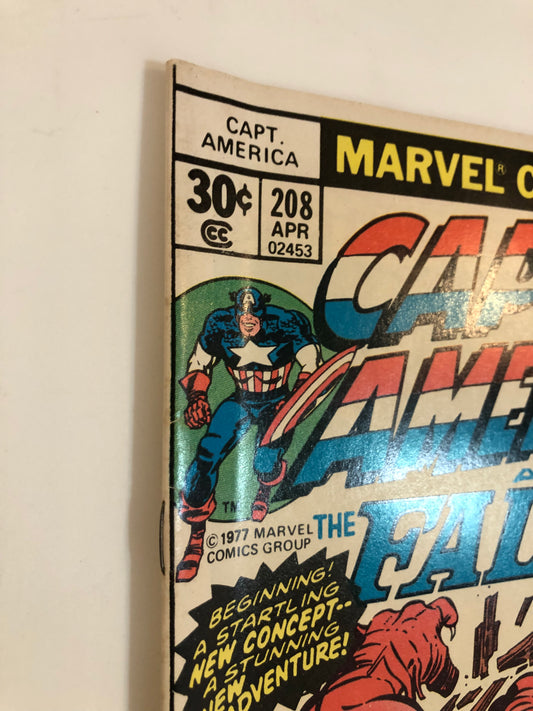 CAPT.
AMERICA
MARVEL®
30¢
208
APR
CC
02453
A
™
© 1977 MARVEL
COMICS GROUP
THE
BEGINNING!
A STARTLING
NEW CONCEPT--
A STUNNING
NEW
ADVENTURE!